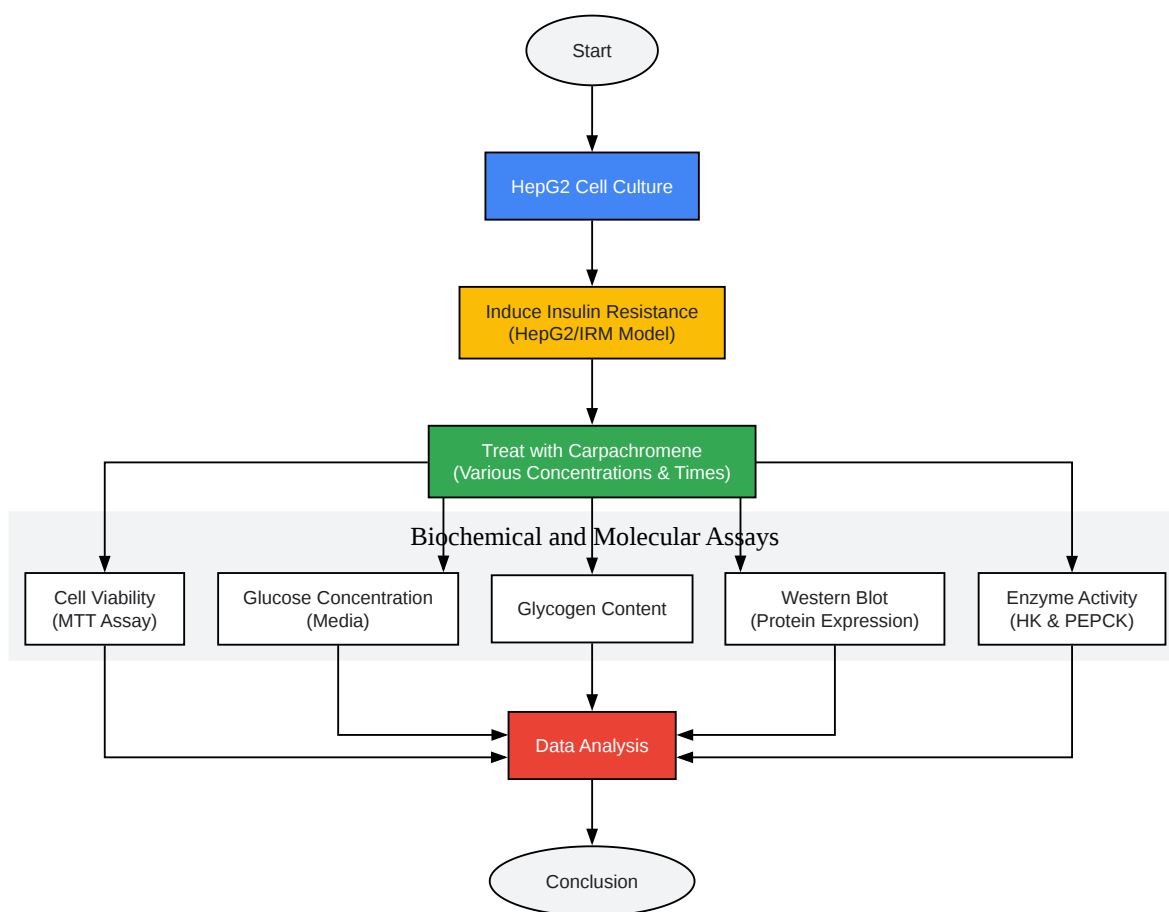 Start
HepG2 Cell Culture
Induce Insulin Resistance
(HepG2/IRM Model)
Treat with Carpachromene
(Various Concentrations & Times)
Biochemical and Molecular Assays
Cell Viability
(MTT Assay)
Glucose Concentration
(Media)
Glycogen Content
Western Blot
(Protein Expression)
Enzyme Activity
(HK & PEPCK)
Data Analysis
Conclusion